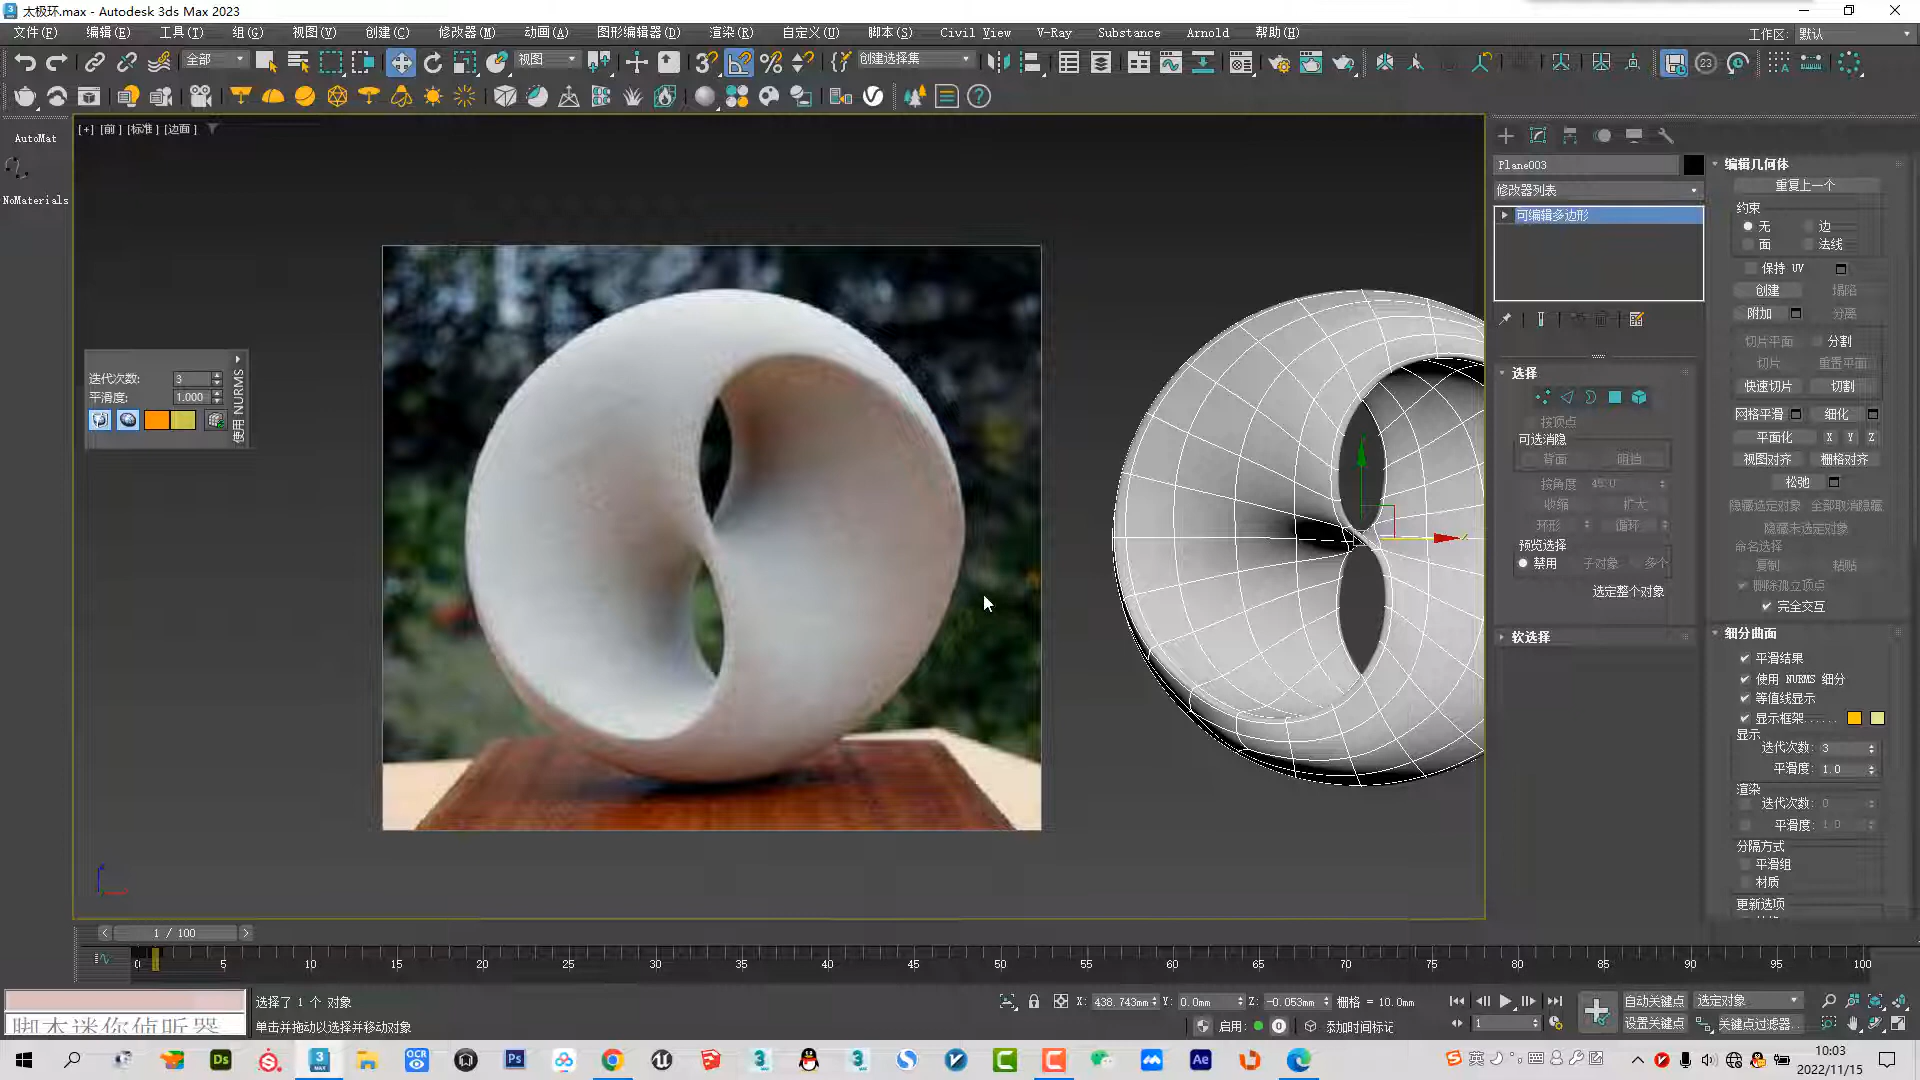 太极环.max - Autodesk 3ds Max 2023
文件(F) 编辑(E) 工具(T) 组(G) 视图(V) 创建(C) 修改器(M) 动画(A) 图形编辑器(D) 渲染(R) 自定义(U) 脚本(S) Civil View V-Ray Substance Arnold 帮助(H)
工作区: 默认
全部 视图 创建选择集
AutoMat
NoMaterials
[+] [前] [标准] [边面]
迭代次数: 3
平滑度: 1.000
使用 NURMS
Plane003
修改器列表
可编辑多边形
选择
按顶点
可选消隐
背面 阻挡
按角度 45.0
收缩 扩大
环形 循环
预览选择
禁用 子对象 多个
选定整个对象
软选择
编辑几何体
重复上一个
约束
无 边
面 法线
保持 UV
创建 塌陷
附加 分离
切片平面 分割
切片 重置平面
快速切片 切割
网格平滑 细化
平面化 X Y Z
视图对齐 栅格对齐
松弛
隐藏选定对象 全部取消隐藏
隐藏未选定对象
命名选择
复制 粘贴
删除孤立顶点
完全交互
细分曲面
平滑结果
使用 NURMS 细分
等值线显示
显示框架......
显示
迭代次数: 3
平滑度: 1.0
渲染
迭代次数: 0
平滑度: 1.0
分隔方式
平滑组
材质
更新选项
1 / 100
0 5 10 15 20 25 30 35 40 45 50 55 60 65 70 75 80 85 90 95 100
选择了 1 个 对象
X: 438.743mm Y: 0.0mm Z: -0.053mm 栅格 = 10.0mm
自动关键点 选定对象
脚本迷你侦听器
单击并拖动以选择并移动对象
启用: 0 添加时间标记
1
设置关键点 关键点过滤器...
英
10:03
2022/11/15